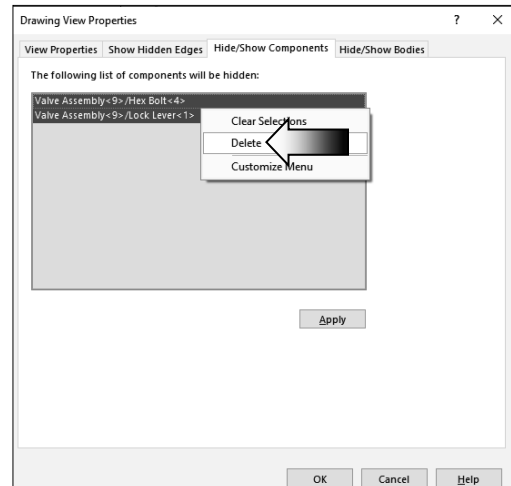 Drawing View Properties ? ×
View Properties Show Hidden Edges Hide/Show Components Hide/Show Bodies
The following list of components will be hidden:
Valve Assembly<9>/Hex Bolt<4>
Valve Assembly<9>/Lock Lever<1>
Clear Selections
Delete
Customize Menu
Apply
OK Cancel Help